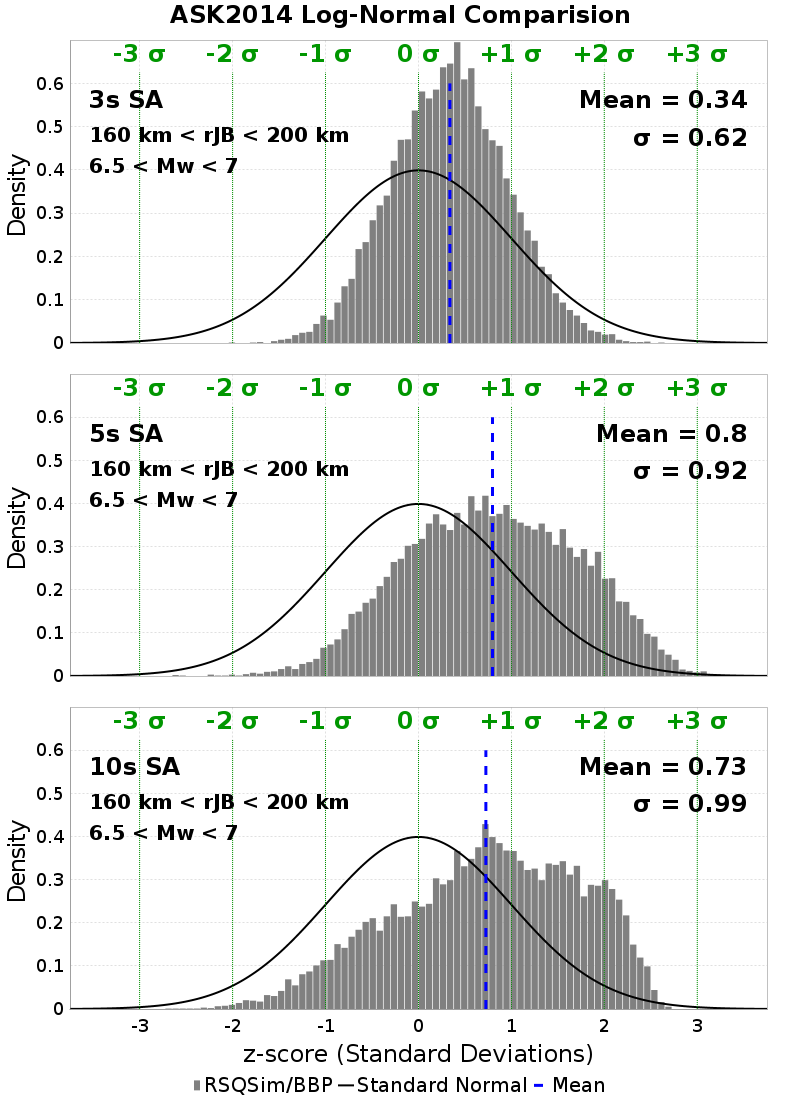 ASK2014 Log-Normal Comparision
-3 σ -2 σ -1 σ 0 σ +1 σ +2 σ +3 σ
3s SA
Mean = 0.34
160 km < rJB < 200 km
σ = 0.62
6.5 < Mw < 7
Density
0.6
0.5
0.4
0.3
0.2
0.1
0
-3 σ -2 σ -1 σ 0 σ +1 σ +2 σ +3 σ
5s SA
Mean = 0.8
160 km < rJB < 200 km
σ = 0.92
6.5 < Mw < 7
Density
0.6
0.5
0.4
0.3
0.2
0.1
0
-3 σ -2 σ -1 σ 0 σ +1 σ +2 σ +3 σ
10s SA
Mean = 0.73
160 km < rJB < 200 km
σ = 0.99
6.5 < Mw < 7
Density
0.6
0.5
0.4
0.3
0.2
0.1
0
-3 -2 -1 0 1 2 3
z-score (Standard Deviations)
RSQSim/BBP Standard Normal Mean